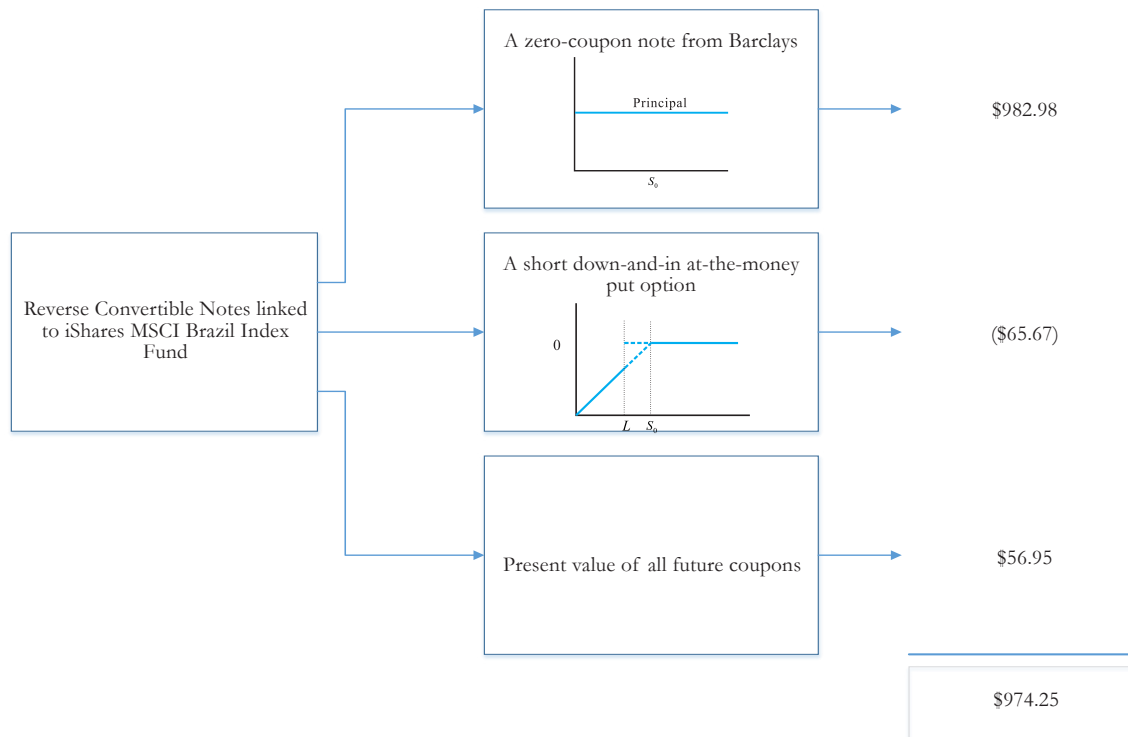 A zero-coupon note from Barclays
Principal
S₀
$982.98
Reverse Convertible Notes linked
to iShares MSCI Brazil Index
Fund
A short down-and-in at-the-money
put option
0
L S₀
($65.67)
Present value of all future coupons
$56.95
$974.25